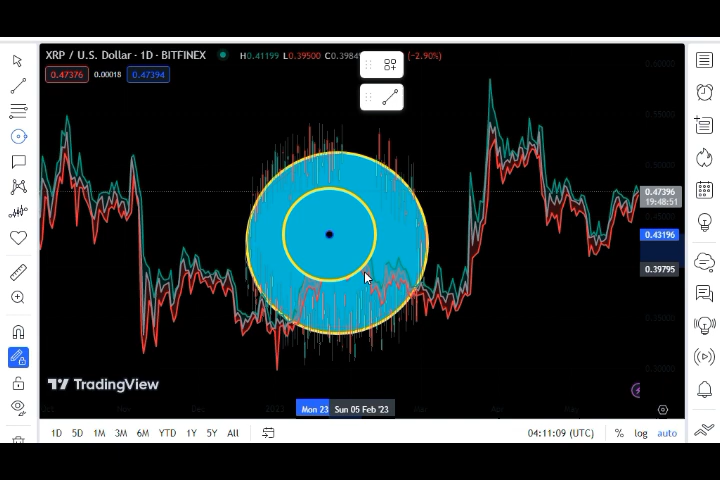 XRP / U.S. Dollar · 1D · BITFINEX
H0.41199 L0.39500 (−2.90%)
0.47376 0.00018 0.47394
0.47396
19:48:51
0.43196
0.39795
TradingView
2023
Mon 23 Sun 05 Feb '23
1D 5D 1M 3M 6M YTD 1Y 5Y All
04:11:09 (UTC) % log auto